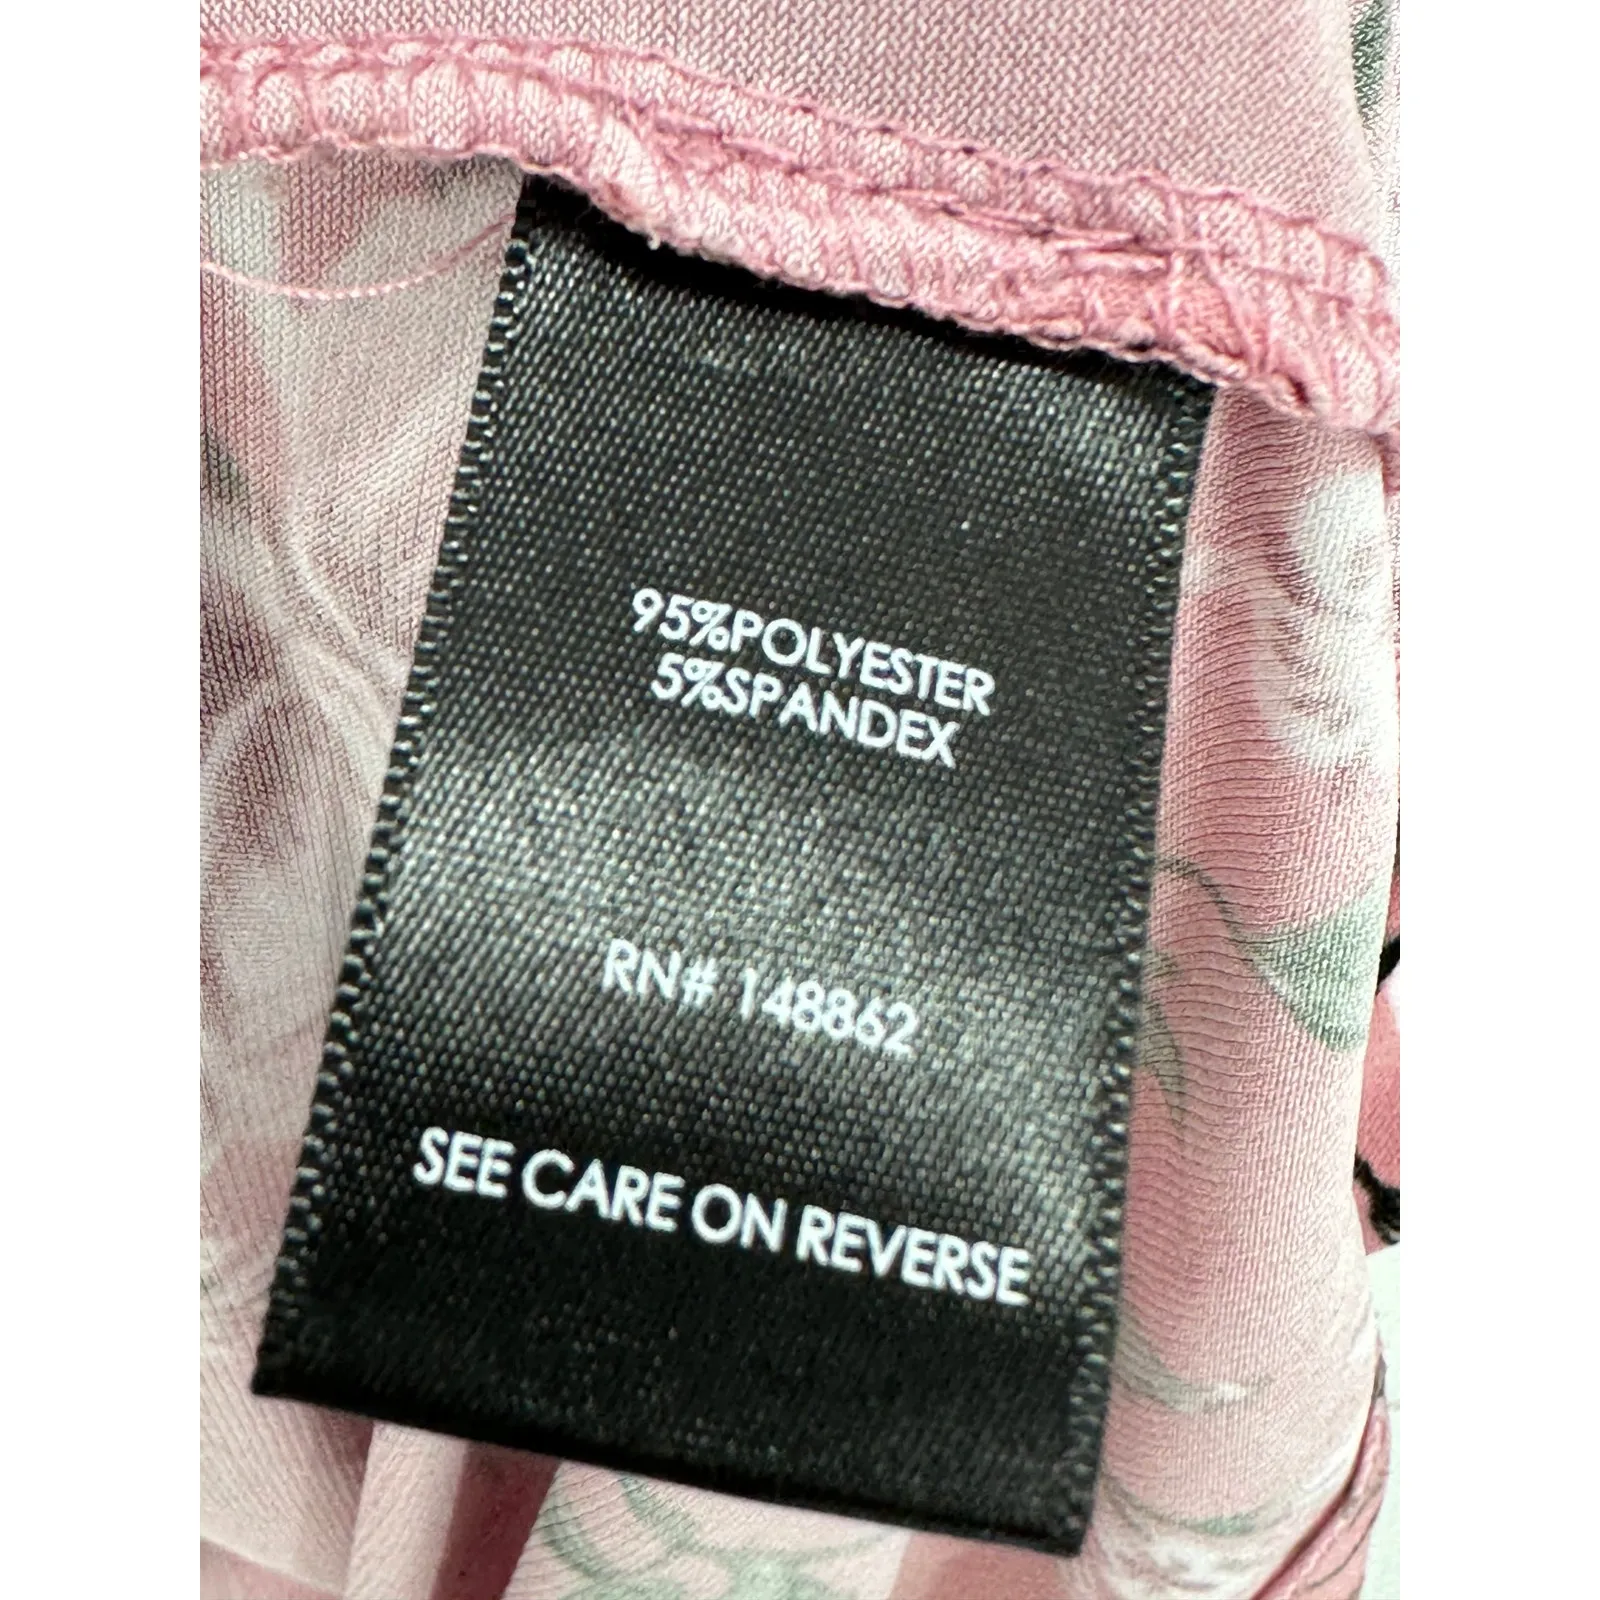 95%POLYESTER
5%SPANDEX
RN# 148862
SEE CARE ON REVERSE